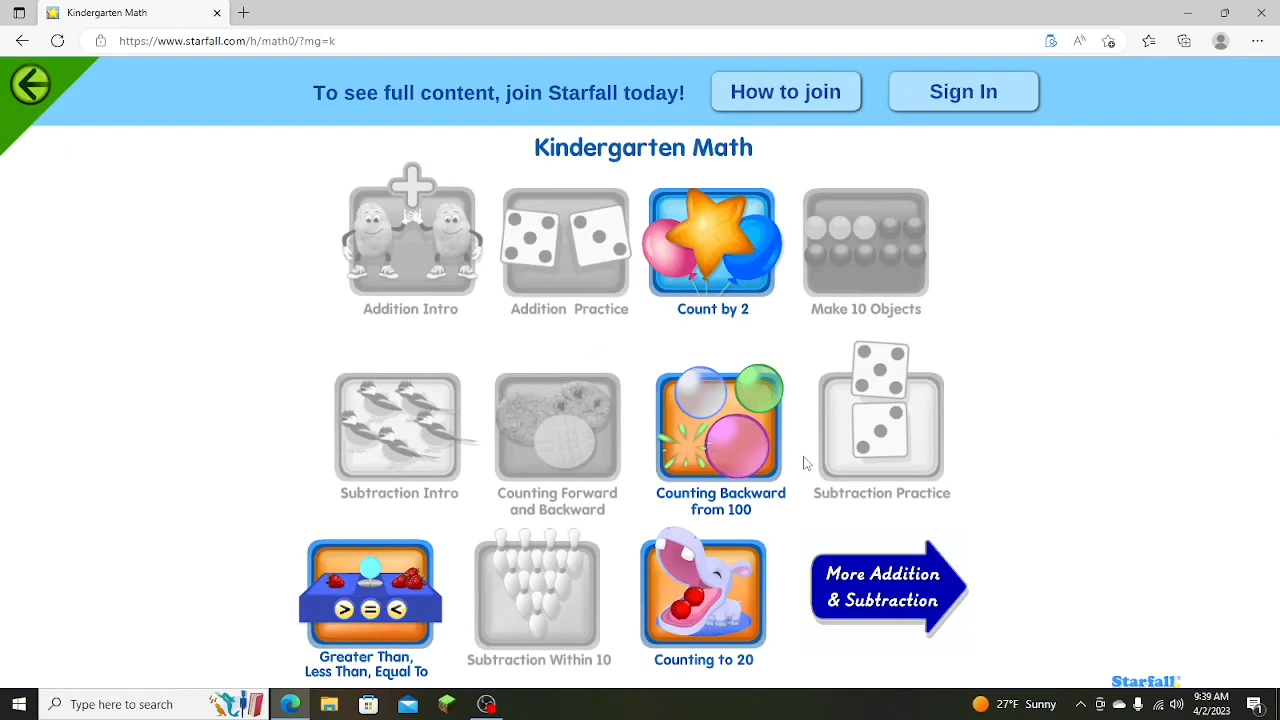 Kindergarten Math
https://www.starfall.com/h/math0/?mg=k
To see full content, join Starfall today!
How to join
Sign In
Kindergarten Math
Addition Intro
Addition Practice
Count by 2
Make 10 Objects
Subtraction Intro
Counting Forward
and Backward
Counting Backward
from 100
Subtraction Practice
> = <
Greater Than,
Less Than, Equal To
Subtraction Within 10
Counting to 20
More Addition
& Subtraction
Starfall
Type here to search
27°F Sunny
9:39 AM
4/2/2023